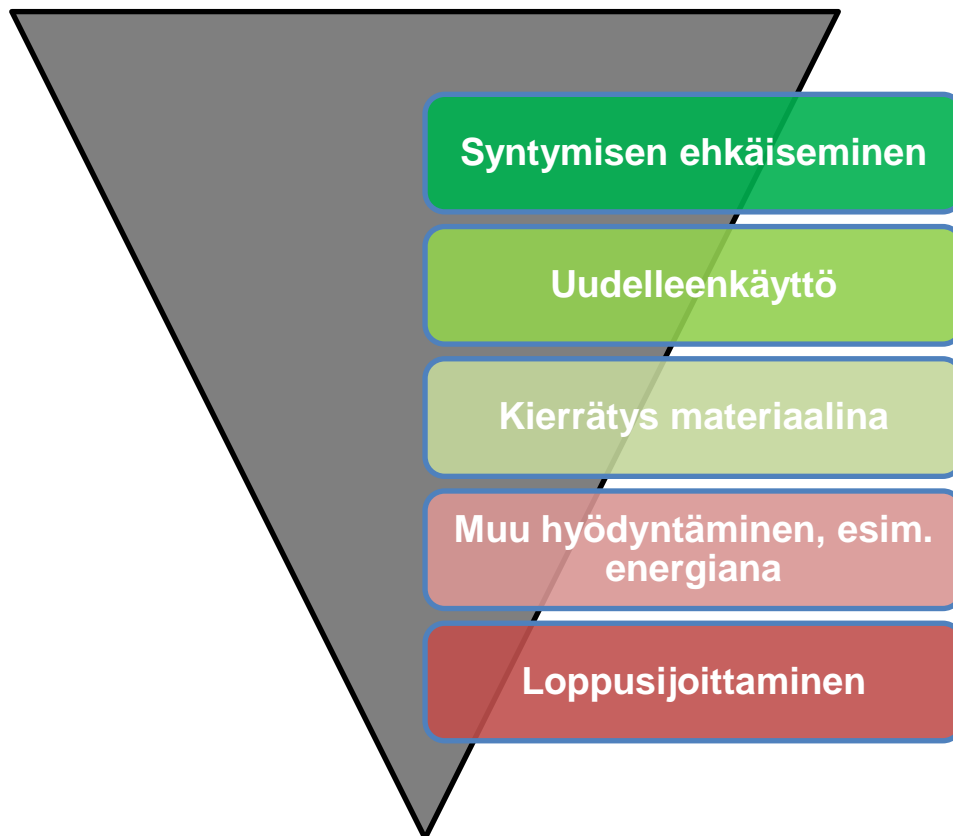 Syntymisen ehkäiseminen
Uudelleenkäyttö
Kierrätys materiaalina
Muu hyödyntäminen, esim.
energiana
Loppusijoittaminen